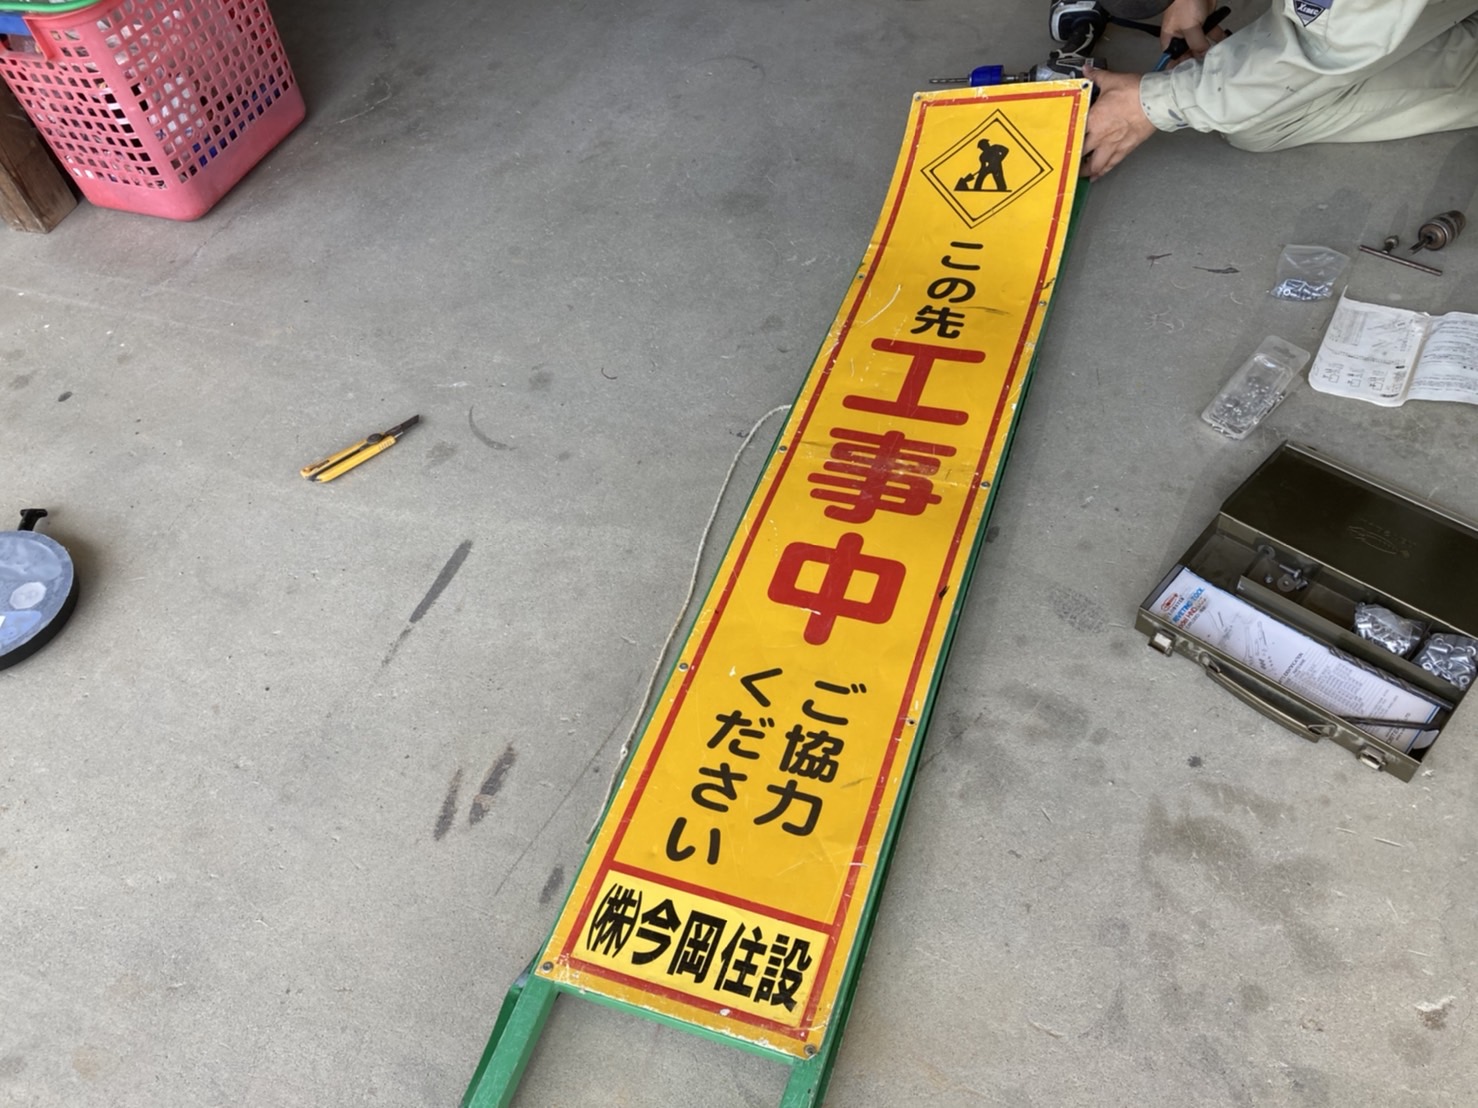 この先
工事中
ご協力
ください
㈱今岡住設